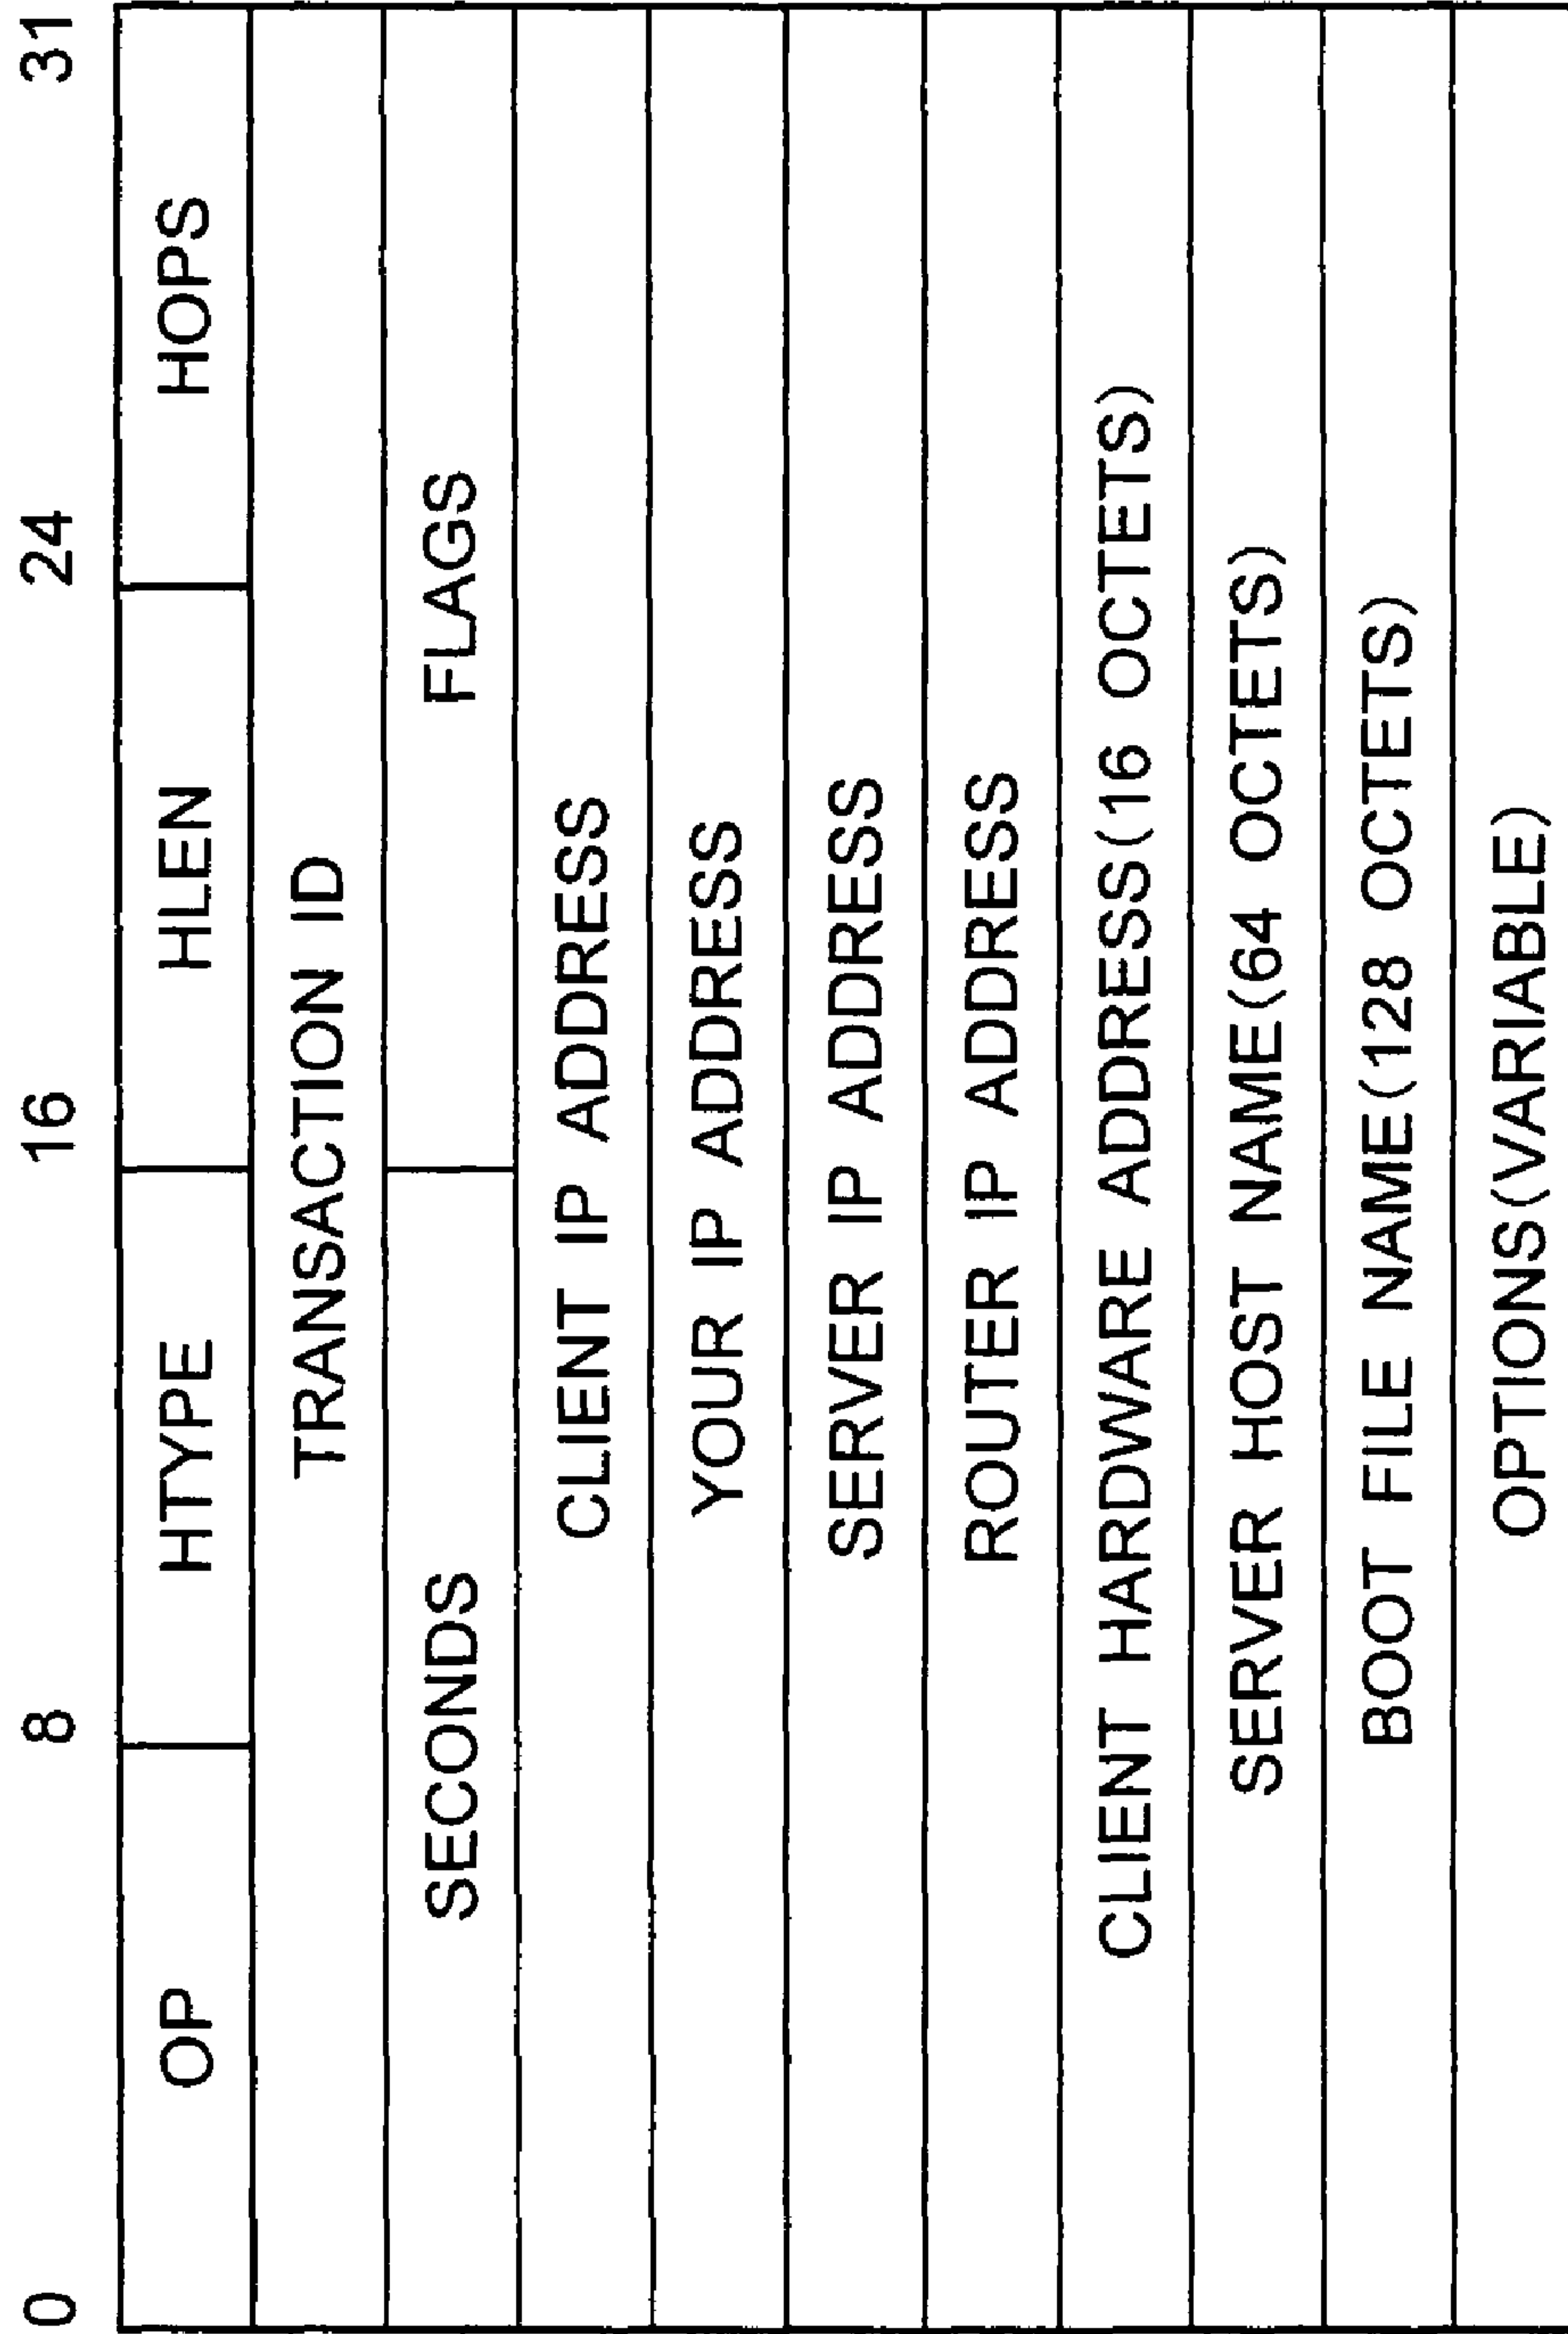 0 8 16 24 31
OP HTYPE HLEN HOPS
TRANSACTION ID
SECONDS FLAGS
CLIENT IP ADDRESS
YOUR IP ADDRESS
SERVER IP ADDRESS
ROUTER IP ADDRESS
CLIENT HARDWARE ADDRESS(16 OCTETS)
SERVER HOST NAME(64 OCTETS)
BOOT FILE NAME(128 OCTETS)
OPTIONS(VARIABLE)